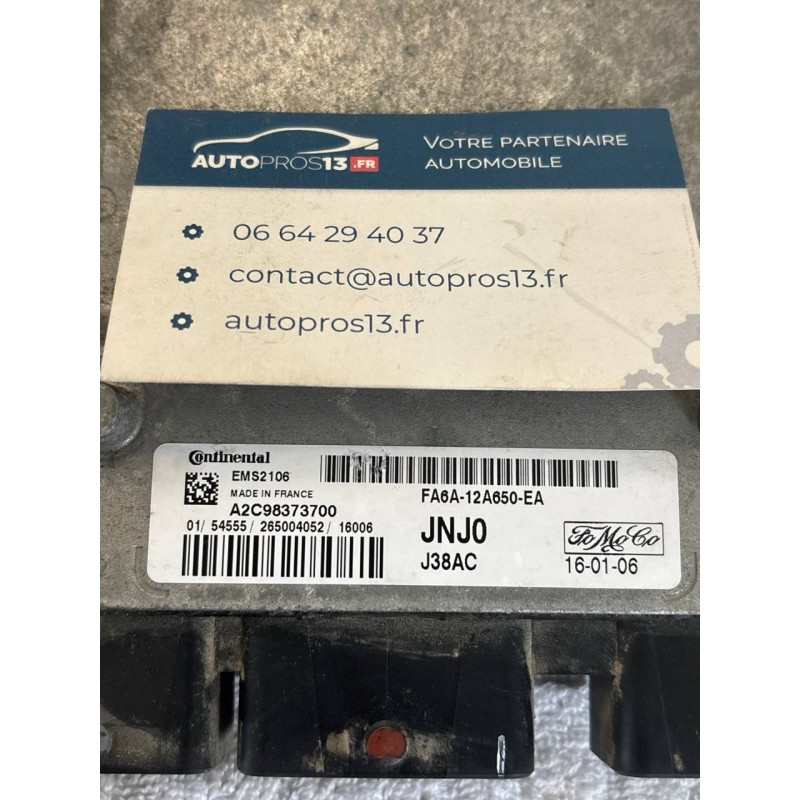 AUTOPROS13.FR
VOTRE PARTENAIRE
AUTOMOBILE
06 64 29 40 37
contact@autopros13.fr
autopros13.fr
Continental
EMS2106
MADE IN FRANCE
FA6A-12A650-EA
A2C98373700
01/ 54555/ 265004052/ 16006
JNJ0
J38AC
FoMoCo
16-01-06